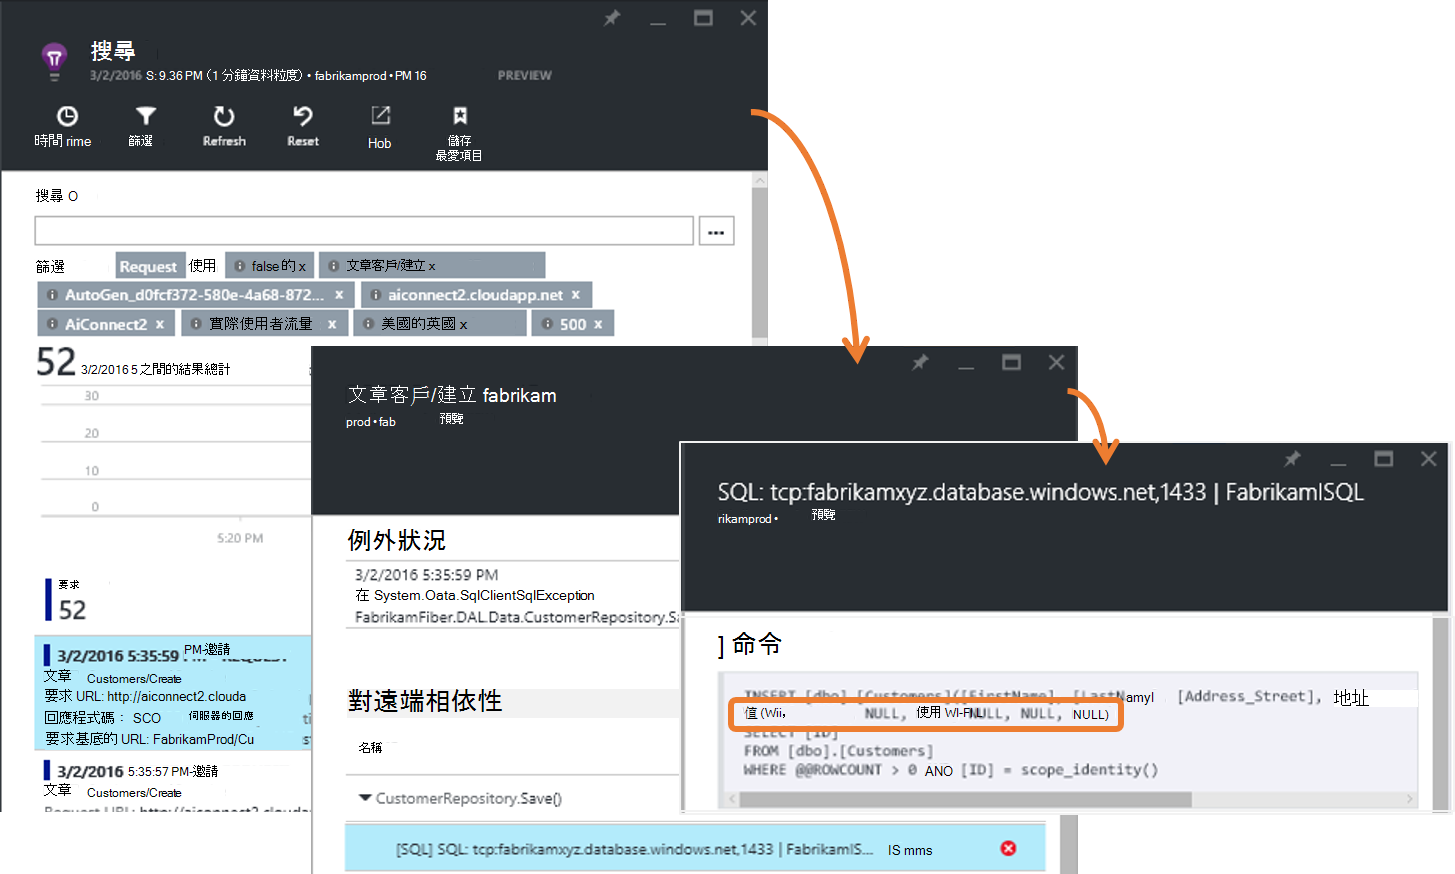 搜尋
3/2/2016 S: 9.36 PM (1 分鐘資料粒度) • fabrikamprod • PM 16
PREVIEW
時間 rime
篩選
Refresh
Reset
Hob
儲存
最愛項目
搜尋 O
...
篩選 Request 使用 false 的 x 文章客戶/建立 x
AutoGen_d0fcf372-580e-4a68-872... x aiconnect2.cloudapp.net x
AiConnect2 x 實際使用者流量 x 美國的英國 x 500 x
52 3/2/2016 5 之間的結果總計
30
20
10
0
5:20 PM
要求
52
3/2/2016 5:35:59 PM-邀請
文章 Customers/Create
要求 URL: http://aiconnect2.clouda
回應程式碼： SCO 伺服器的回應
要求基底的 URL: FabrikamProd/Cu
3/2/2016 5:35:57 PM-邀請
文章 Customers/Create
Request URL: http://aiconnect2.cloud
文章客戶/建立 fabrikam
prod • fab 預覽
例外狀況
3/2/2016 5:35:59 PM
在 System.Oata.SqlClientSqlException
FabrikamFiber.DAL.Data.CustomerRepository.Sa
對遠端相依性
名稱
CustomerRepository.Save()
[SQL] SQL: tcp:fabrikamxyz.database.windows.net,1433 | FabrikamIS... IS mms
SQL: tcp:fabrikamxyz.database.windows.net,1433 | FabrikamISQL
rikamprod • 預覽
] 命令
INSERT [dbo].[Customers]([FirstName], [LastNamyl [Address_Street], 地址
值 (Wii, NULL, 使用 WI-FI NULL, NULL, NULL)
SELECT [ID]
FROM [dbo].[Customers]
WHERE @@ROWCOUNT > 0 ANO [ID] = scope_identity()